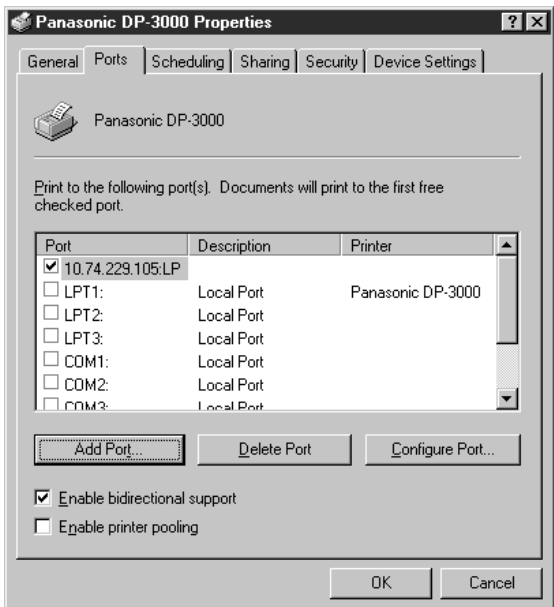 Panasonic DP-3000 Properties
General Ports Scheduling Sharing Security Device Settings
Panasonic DP-3000
Print to the following port(s). Documents will print to the first free
checked port.
Port Description Printer
10.74.229.105:LP
LPT1: Local Port Panasonic DP-3000
LPT2: Local Port
LPT3: Local Port
COM1: Local Port
COM2: Local Port
COM3: Local Port
Add Port... Delete Port Configure Port...
Enable bidirectional support
Enable printer pooling
OK Cancel